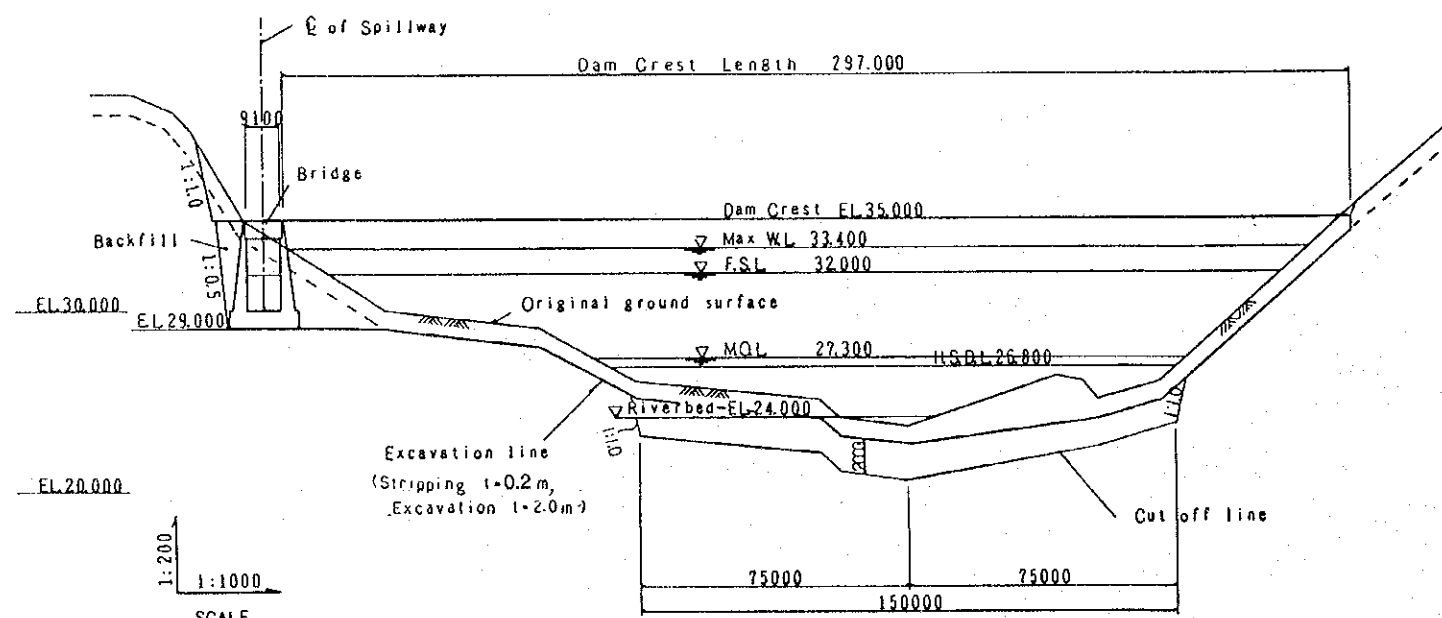 ℄ of Spillway
Dam Crest Length 297.000
9100
Bridge
1:1.0
Dam Crest EL.35.000
Backfill
Max W.L 33.400
1:0.5
F.S.L 32.000
EL.30.000
Original ground surface
EL.29.000
M.O.L 27.300
H.S.D.L 26.800
Riverbed-EL.24.000
1:1.0
1:1.0
Excavation line
(Stripping t=0.2 m,
Excavation t=2.0m)
2000
EL.20.000
Cut off line
1:200
1:1000
SCALE
75000
75000
150000